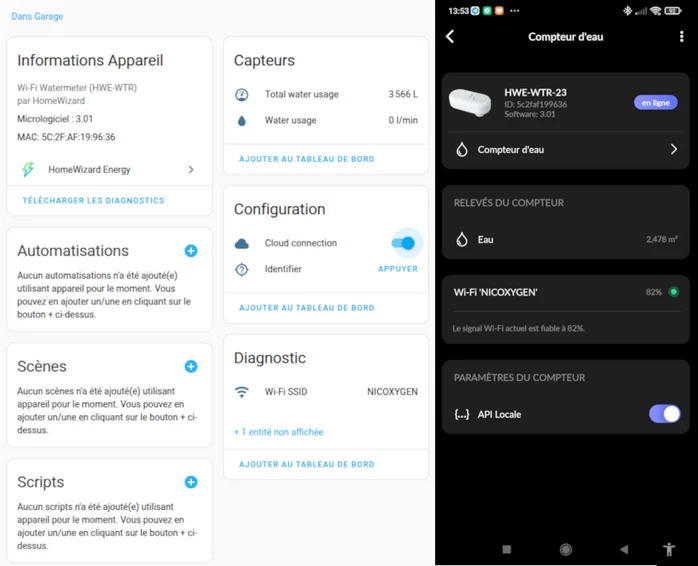 Dans Garage
Informations Appareil
Wi-Fi Watermeter (HWE-WTR)
par HomeWizard
Micrologiciel : 3.01
MAC: 5C:2F:AF:19:96:36
HomeWizard Energy
TÉLÉCHARGER LES DIAGNOSTICS
Automatisations
Aucun automatisations n'a été ajouté(e)
utilisant appareil pour le moment. Vous
pouvez en ajouter un/une en cliquant sur le
bouton + ci-dessus.
Scènes
Aucun scènes n'a été ajouté(e) utilisant
appareil pour le moment. Vous pouvez en
ajouter un/une en cliquant sur le bouton + ci-
dessus.
Scripts
Aucun scripts n'a été ajouté(e) utilisant
appareil pour le moment. Vous pouvez en
ajouter un/une en cliquant sur le bouton + ci-
dessus.
Capteurs
Total water usage 3 566 L
Water usage 0 l/min
AJOUTER AU TABLEAU DE BORD
Configuration
Cloud connection
Identifier APPUYER
AJOUTER AU TABLEAU DE BORD
Diagnostic
Wi-Fi SSID NICOXYGEN
+ 1 entité non affichée
AJOUTER AU TABLEAU DE BORD
13:53 ••• 92
Compteur d'eau
HWE-WTR-23
ID: 5c2faf199636
Software: 3.01
en ligne
Compteur d'eau
RELEVÉS DU COMPTEUR
Eau 2,478 m³
Wi-Fi 'NICOXYGEN' 82%
Le signal Wi-Fi actuel est fiable à 82%.
PARAMÈTRES DU COMPTEUR
{...} API Locale